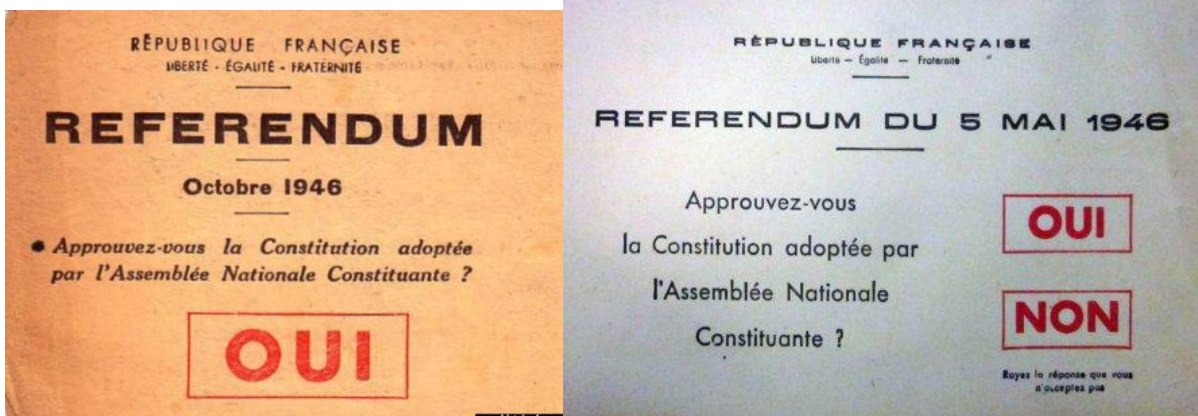 RÉPUBLIQUE FRANÇAISE
LIBERTÉ - ÉGALITÉ - FRATERNITÉ
REFERENDUM
Octobre 1946
• Approuvez-vous la Constitution adoptée
par l'Assemblée Nationale Constituante ?
OUI
RÉPUBLIQUE FRANÇAISE
Liberté — Égalité — Fraternité
REFERENDUM DU 5 MAI 1946
Approuvez-vous
la Constitution adoptée par
l'Assemblée Nationale
Constituante ?
OUI
NON
Rayez la réponse que vous
n'acceptez pas